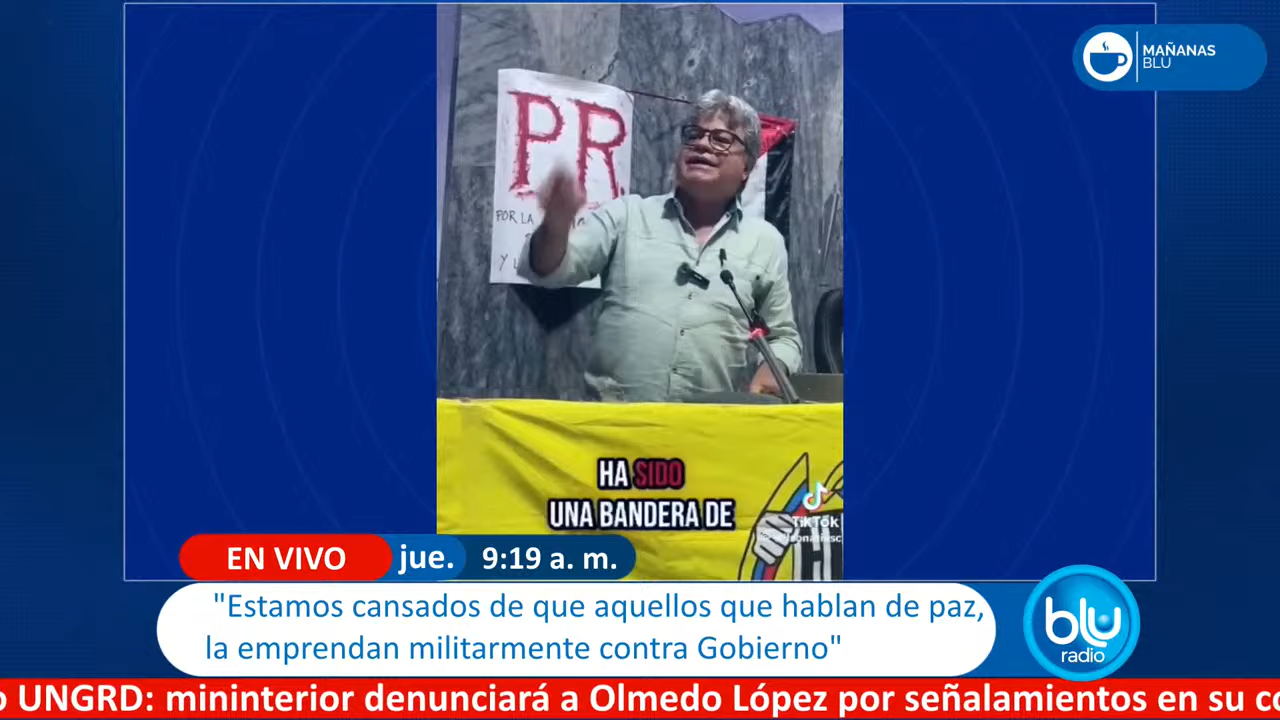 MAÑANAS
BLU
PR.
POR LA
Y
HA SIDO
UNA BANDERA DE
TikTok
EN VIVO
jue.
9:19 a. m.
"Estamos cansados de que aquellos que hablan de paz,
la emprendan militarmente contra Gobierno"
blu
radio
o UNGRD: mininterior denunciará a Olmedo López por señalamientos en su co